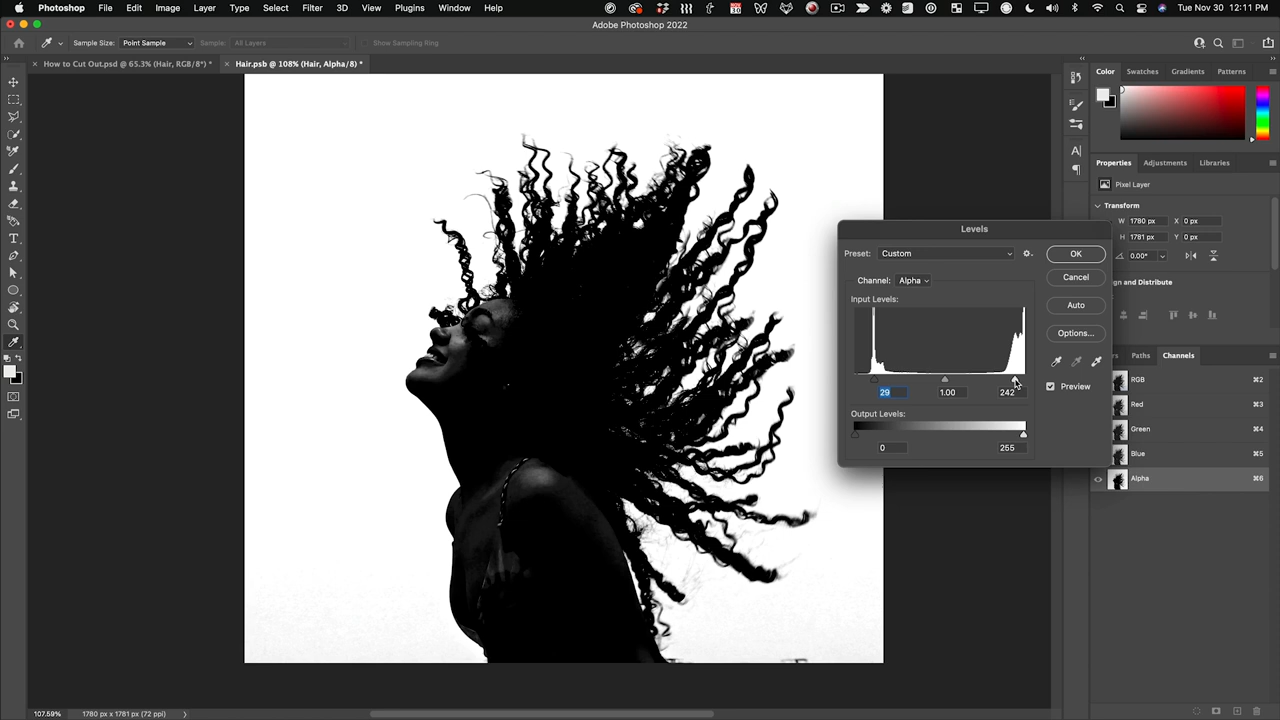 Photoshop File Edit Image Layer Type Select Filter 3D View Plugins Window Help Tue Nov 30 12:11 PM
Adobe Photoshop 2022
Sample Size: Point Sample Sample: All Layers Show Sampling Ring
How to Cut Out.psd @ 65.3% (Hair, RGB/8*) * Hair.psb @ 108% (Hair, Alpha/8) *
Color Swatches Gradients Patterns
Properties Adjustments Libraries
Pixel Layer
Transform
W 1780 px X 0 px
H 1781 px Y 0 px
0.00°
Levels
Preset: Custom OK
Channel: Alpha Cancel
Input Levels: Auto
Options...
Preview
29 1.00 242
Output Levels:
0 255
gn and Distribute
rs Paths Channels
RGB ⌘2
Red ⌘3
Green ⌘4
Blue ⌘5
Alpha ⌘6
107.59% 1780 px x 1781 px (72 ppi)